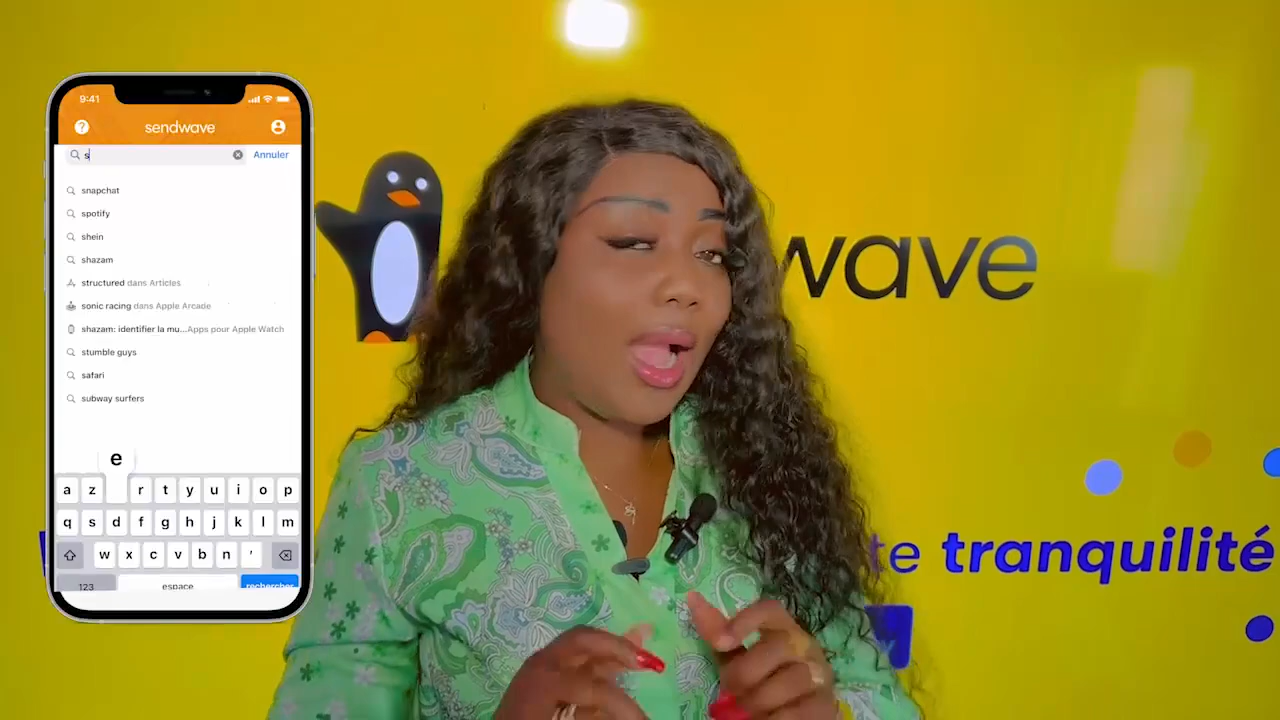 9:41
sendwave
s
Annuler
snapchat
spotify
shein
shazam
structured dans Articles
sonic racing dans Apple Arcade
shazam: identifier la mu...Apps pour Apple Watch
stumble guys
safari
subway surfers
e
a z r t y u i o p
q s d f g h j k l m
w x c v b n '
123 espace rechercher
wave
te tranquilité